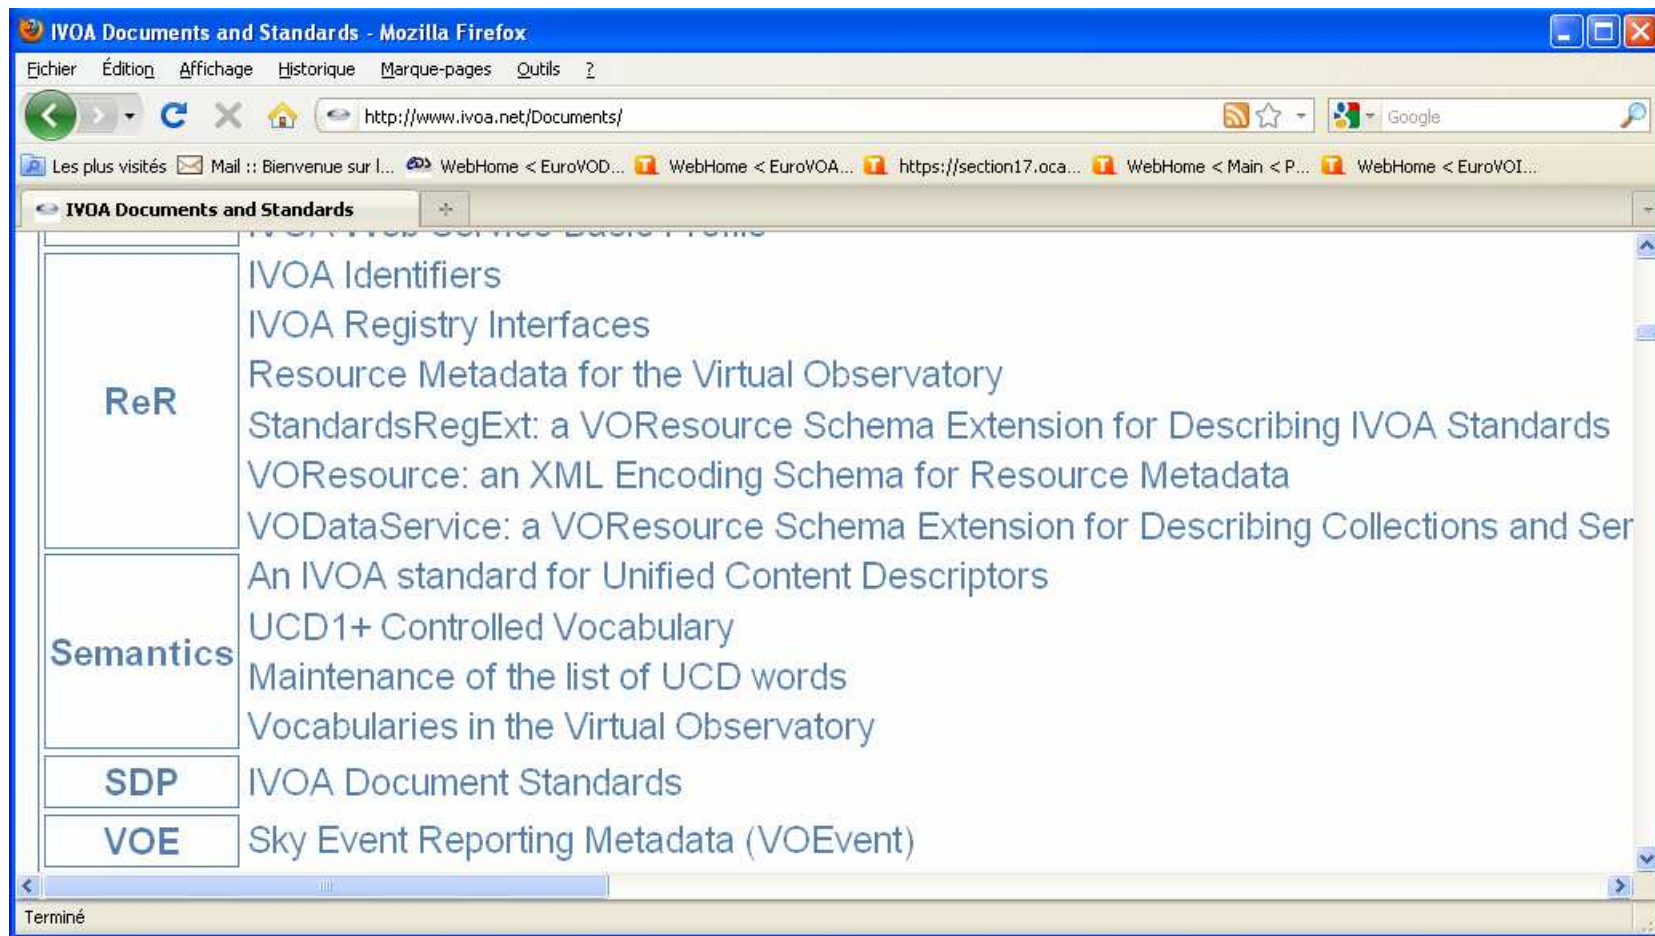 IVOA Documents and Standards - Mozilla Firefox
Fichier Édition Affichage Historique Marque-pages Outils ?
http://www.ivoa.net/Documents/ Google
Les plus visités Mail :: Bienvenue sur l... WebHome < EuroVOD... WebHome < EuroVOA... https://section17.oca... WebHome < Main < P... WebHome < EuroVOI...
IVOA Documents and Standards
IVOA Web Service Basic Profile
IVOA Identifiers
IVOA Registry Interfaces
Resource Metadata for the Virtual Observatory
ReR
StandardsRegExt: a VOResource Schema Extension for Describing IVOA Standards
VOResource: an XML Encoding Schema for Resource Metadata
VODataService: a VOResource Schema Extension for Describing Collections and Ser
An IVOA standard for Unified Content Descriptors
UCD1+ Controlled Vocabulary
Semantics
Maintenance of the list of UCD words
Vocabularies in the Virtual Observatory
SDP IVOA Document Standards
VOE Sky Event Reporting Metadata (VOEvent)
Terminé